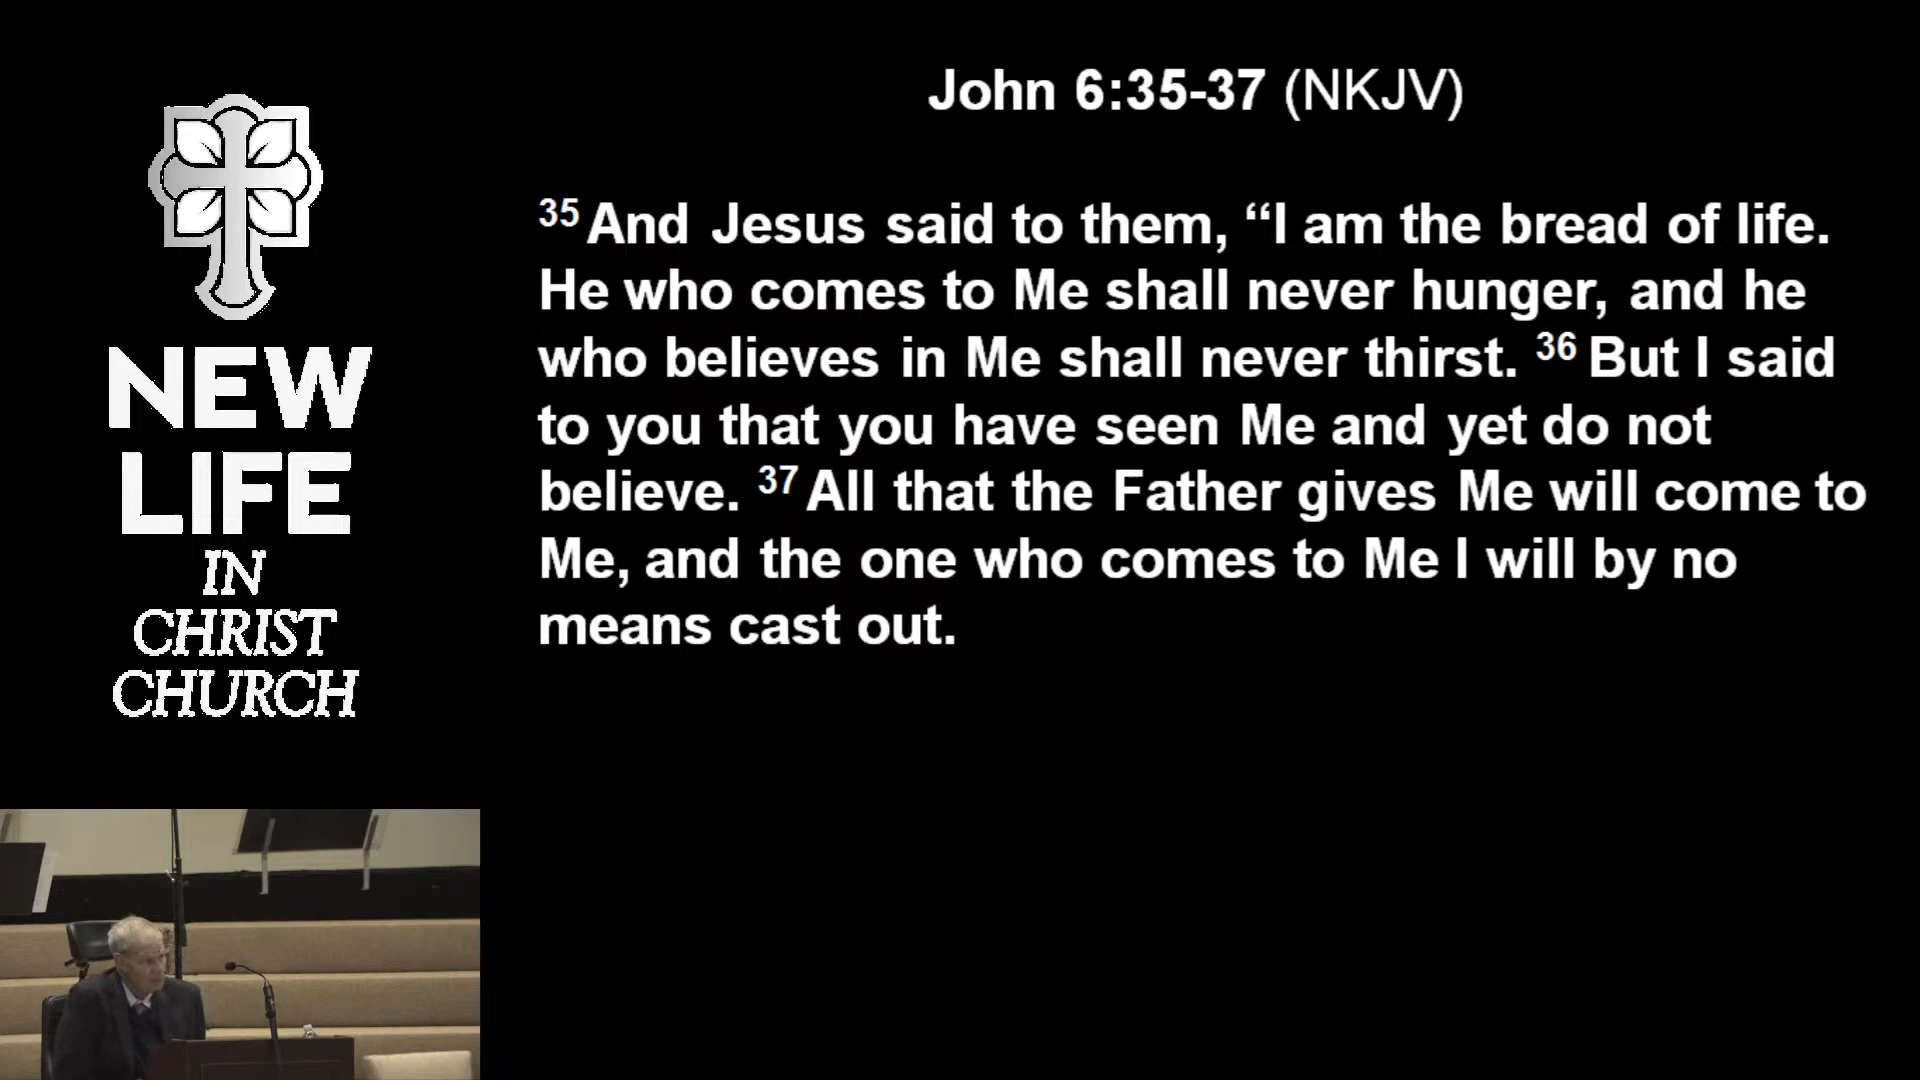 John 6:35-37 (NKJV)
35 And Jesus said to them, “I am the bread of life.
He who comes to Me shall never hunger, and he
who believes in Me shall never thirst. 36 But I said
to you that you have seen Me and yet do not
believe. 37 All that the Father gives Me will come to
Me, and the one who comes to Me I will by no
means cast out.
NEW
LIFE
IN
CHRIST
CHURCH